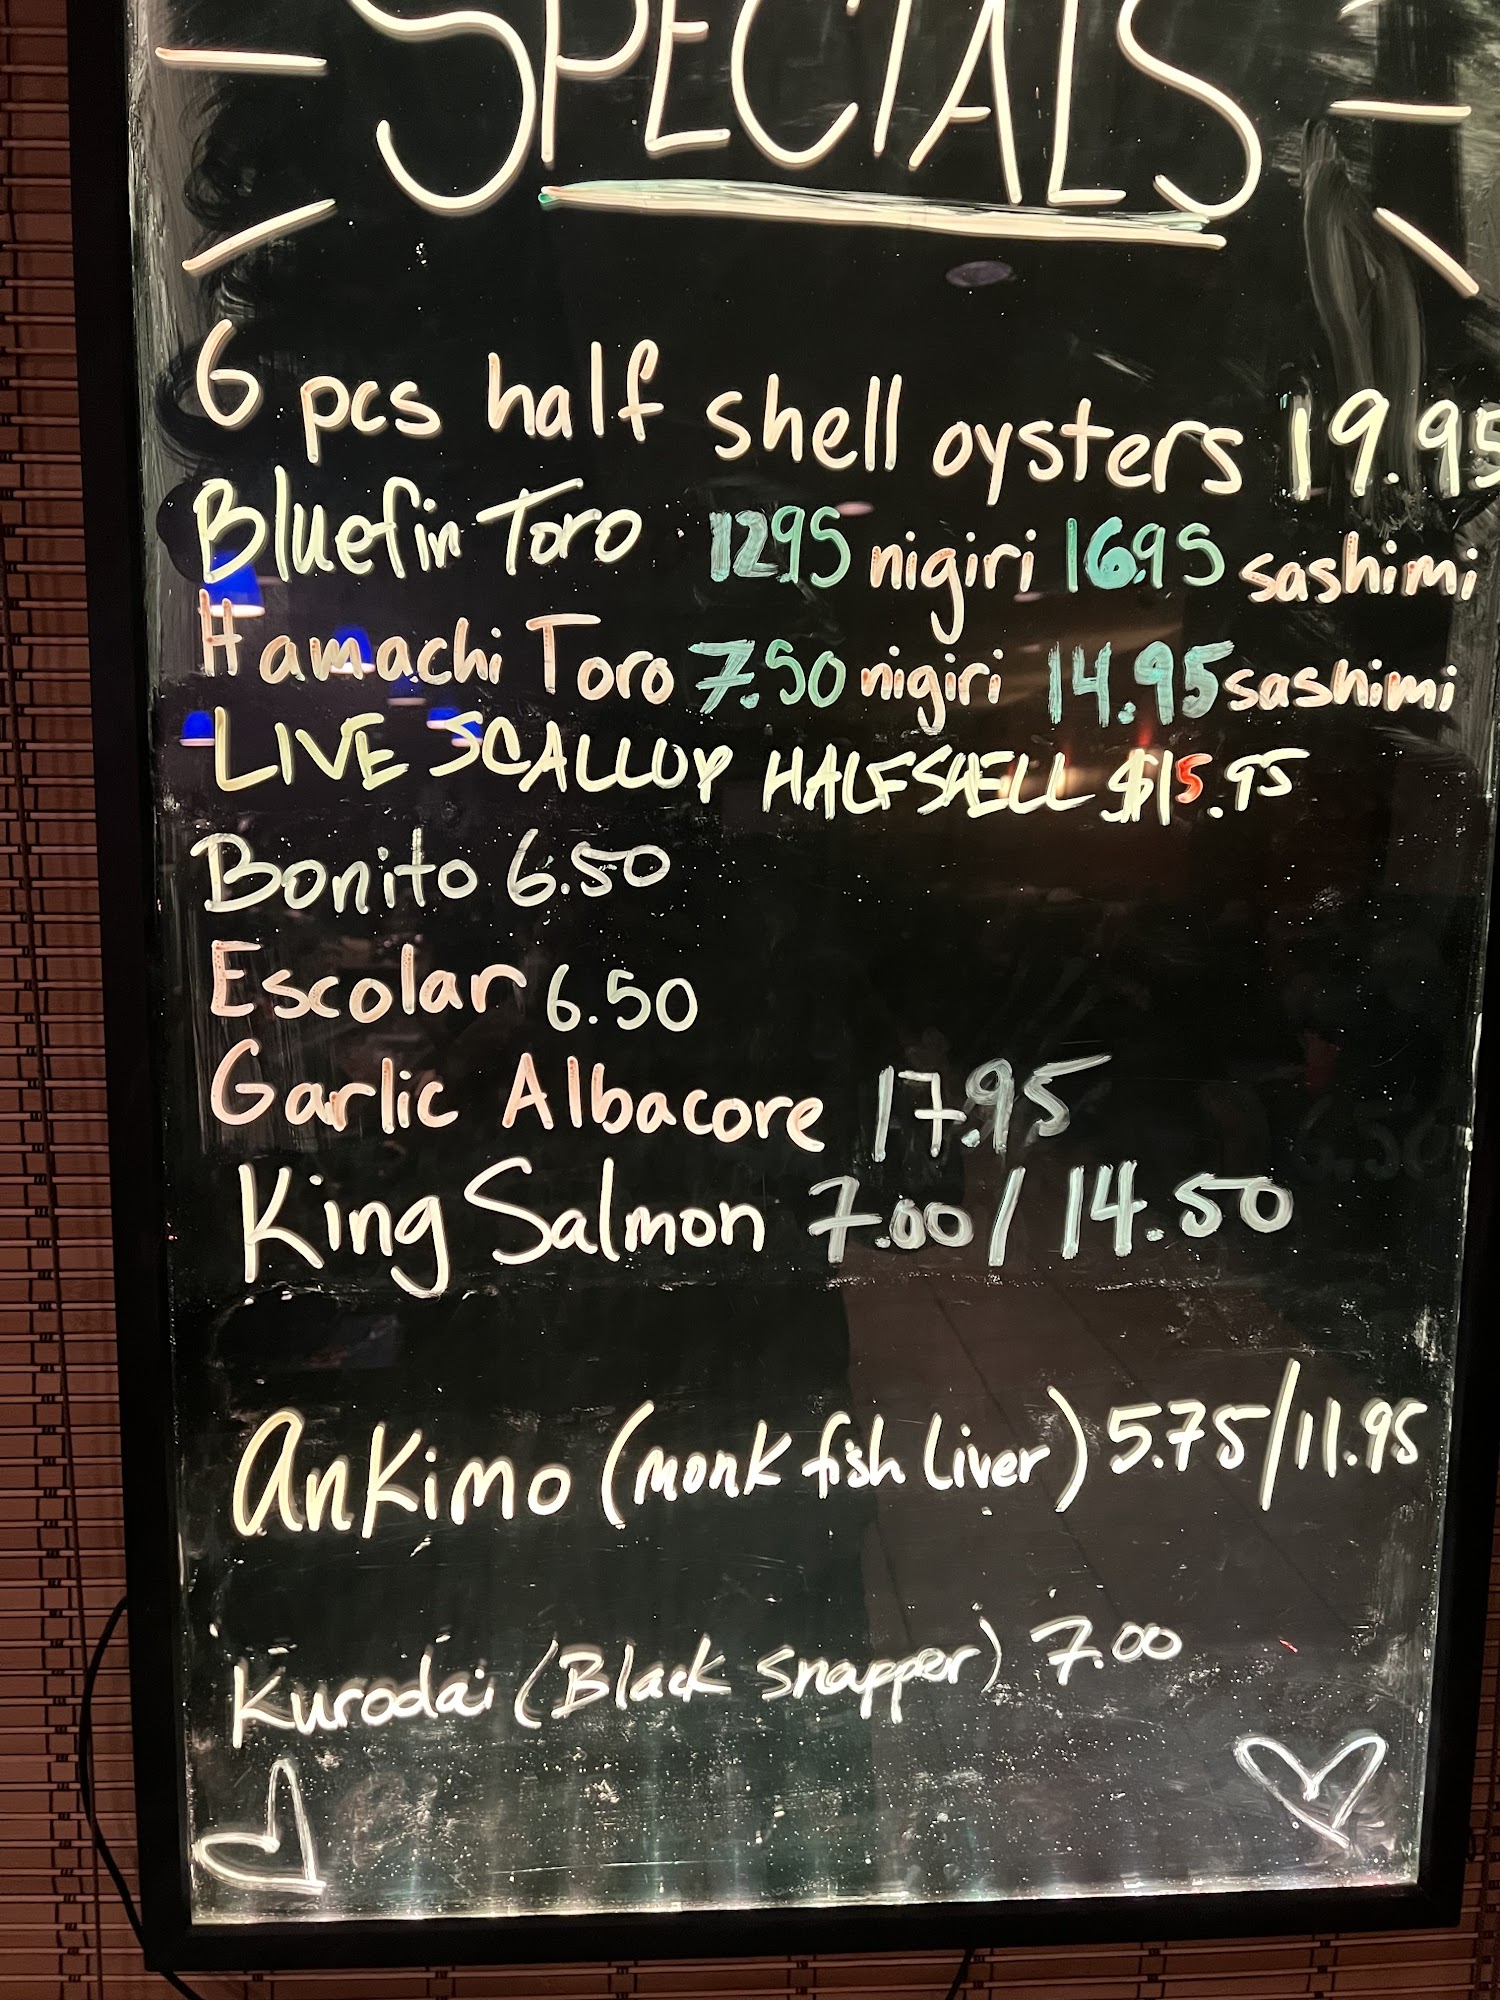 SPECIALS
6 pcs half shell oysters 19.95
Bluefin Toro 1295 nigiri 16.95 sashimi
Hamachi Toro 7.50 nigiri 14.95 sashimi
LIVE SCALLOP HALFSHELL $15.95
Bonito 6.50
Escolar 6.50
Garlic Albacore 17.95
King Salmon 7.00 / 14.50
Ankimo (monk fish Liver) 5.75/11.95
Kurodai (Black Snapper) 7.00